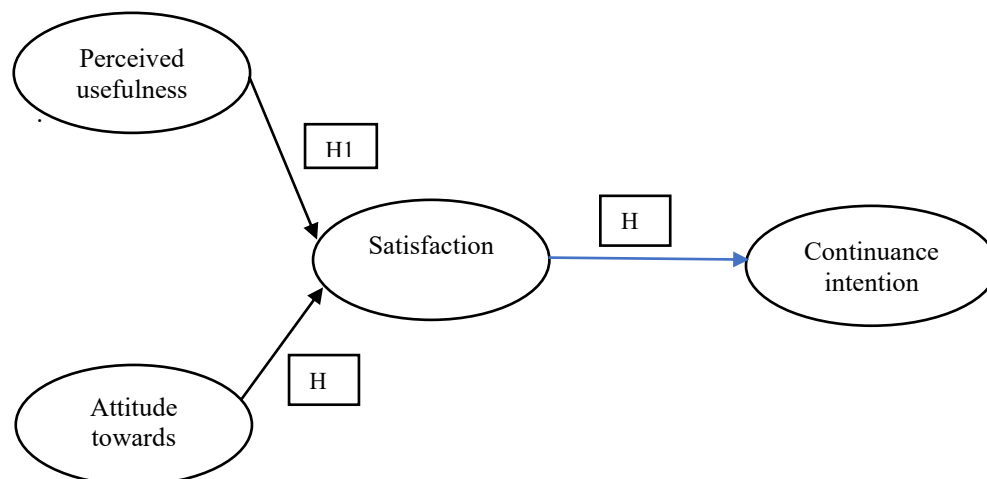 Perceived
usefulness
.
H1
Satisfaction
H
Continuance
intention
H
Attitude
towards